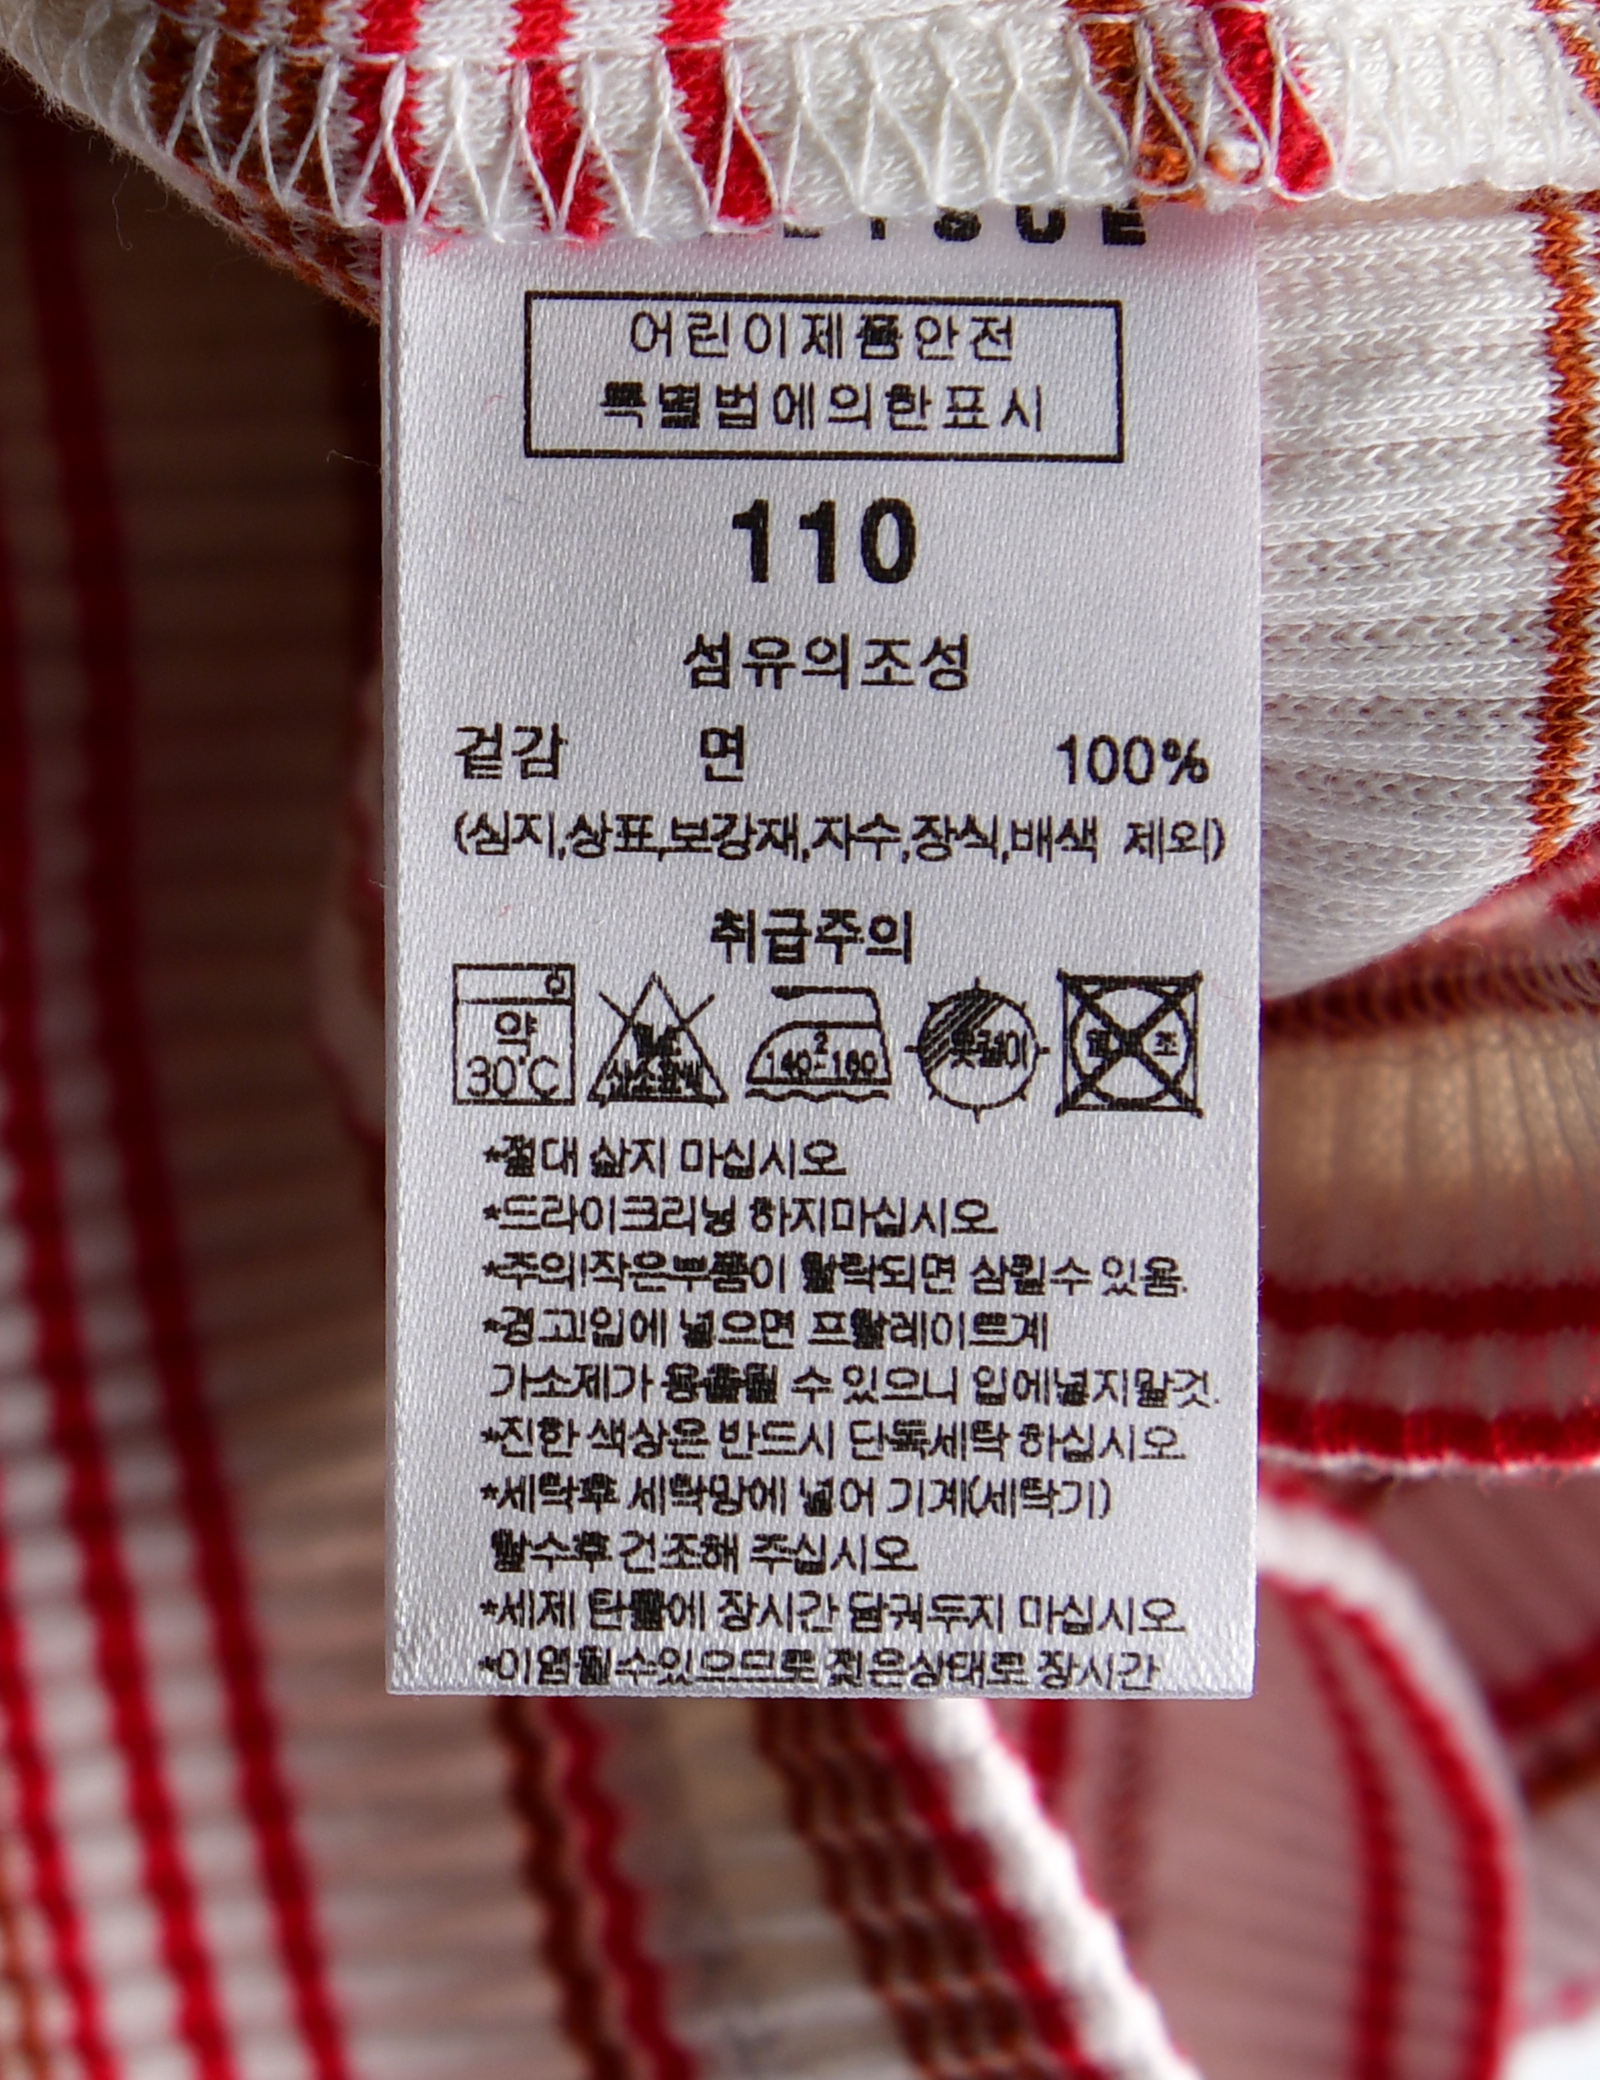 어린이제품안전
특별법에의한표시
110
섬유의조성
겉감 면 100%
(심지,상표,보강재,자수,장식,배색 제외)
취급주의
약
30℃
산소표백
2
140-160
옷걸이
*절대 삶지 마십시오
*드라이크리닝 하지마십시오
*주의!작은부품이 탈락되면 삼킬수 있음.
*경고!입에 넣으면 프탈레이트계
가소제가 용출될 수 있으니 입에넣지말것.
*진한 색상은 반드시 단독세탁 하십시오
*세탁후 세탁망에 넣어 기계(세탁기)
탈수후 건조해 주십시오
*세제 탄물에 장시간 담궈두지 마십시오
*이염될수있으므로 젖은상태로 장시간